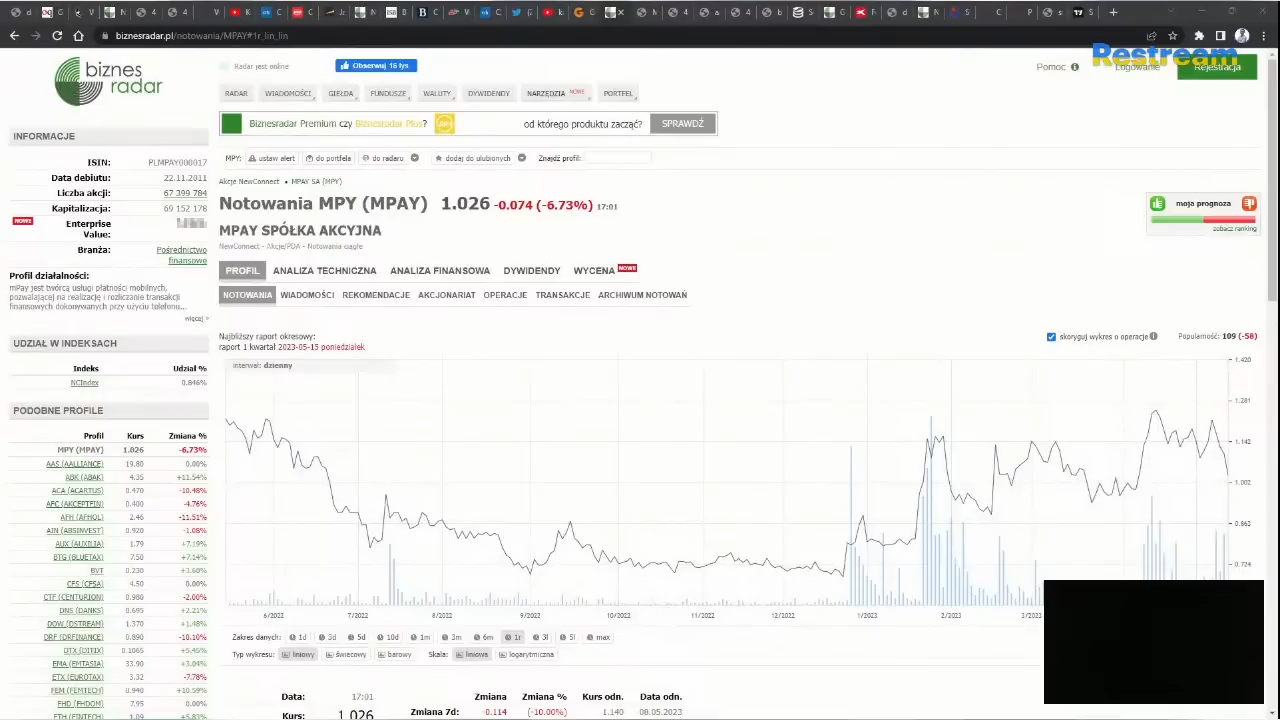 biznesradar.pl/notowania/MPAY#1r_lin_lin
biznes
radar
Radar jest online
Obserwuj 16 tys
Restream
Pomoc
Logowanie
Rejestracja
RADAR WIADOMOŚCI GIEŁDA FUNDUSZE WALUTY DYWIDENDY NARZĘDZIA NOWE PORTFEL
Biznesradar Premium czy Biznesradar Plus? od którego produktu zacząć? SPRAWDŹ
MPY: ustaw alert do portfela do radaru dodaj do ulubionych Znajdź profil:
Akcje NewConnect • MPAY SA (MPY)
Notowania MPY (MPAY) 1.026 -0.074 (-6.73%) 17:01
MPAY SPÓŁKA AKCYJNA
NewConnect - Akcje/PDA - Notowania ciągłe
moja prognoza
zobacz ranking
PROFIL ANALIZA TECHNICZNA ANALIZA FINANSOWA DYWIDENDY WYCENA NOWE
NOTOWANIA WIADOMOŚCI REKOMENDACJE AKCJONARIAT OPERACJE TRANSAKCJE ARCHIWUM NOTOWAŃ
INFORMACJE
ISIN: PLMPAY000017
Data debiutu: 22.11.2011
Liczba akcji: 67 399 784
Kapitalizacja: 69 152 178
NOWE Enterprise
Value:
Branża: Pośrednictwo
finansowe
Profil działalności:
mPay jest twórcą usługi płatności mobilnych,
pozwalającej na realizację i rozliczanie transakcji
finansowych dokonywanych przy użyciu telefonu...
więcej »
UDZIAŁ W INDEKSACH
Indeks Udział %
NCIndex 0.846%
PODOBNE PROFILE
Profil Kurs Zmiana %
MPY (MPAY) 1.026 -6.73%
AAS (AALLIANCE) 19.80 0.00%
ABK (ABAK) 4.35 +11.54%
ACA (ACARTUS) 0.470 -10.48%
AFC (AKCEPTFIN) 0.400 -4.76%
AFH (AFHOL) 2.46 -11.51%
AIN (ABSINVEST) 0.920 -1.08%
AUX (AUXILIA) 1.79 +7.19%
BTG (BLUETAX) 7.50 +7.14%
BVT 0.230 +3.60%
CFS (CFSA) 4.50 0.00%
CTF (CENTURION) 0.980 -2.00%
DNS (DANKS) 0.695 +2.21%
DOW (DSTREAM) 1.370 +1.48%
DRF (DRFINANCE) 0.890 -10.10%
DTX (DITIX) 0.1065 +5.45%
EMA (EMTASIA) 33.90 +3.04%
ETX (EUROTAX) 3.32 -7.78%
FEM (FEMTECH) 0.940 +10.59%
FHD (FHDOM) 7.95 0.00%
FTH (FINTECH) 1.09 +5.83%
Najbliższy raport okresowy:
raport 1 kwartał 2023-05-15 poniedziałek
skoryguj wykres o operacje
Popularność: 109 (-58)
interwał: dzienny
1.420
1.281
1.142
1.002
0.863
0.724
6/2022 7/2022 8/2022 9/2022 10/2022 11/2022 12/2022 1/2023 2/2023 3/2023
Zakres danych: 1d 3d 5d 10d 1m 3m 6m 1r 3l 5l max
Typ wykresu: liniowy świecowy barowy Skala: liniowa logarytmiczna
Data: 17:01
Kurs: 1.026
Zmiana Zmiana % Kurs odn. Data odn.
Zmiana 7d: -0.114 (-10.00%) 1.140 08.05.2023